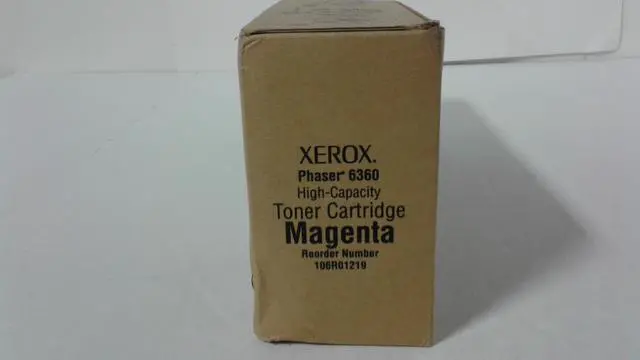 XEROX.
Phaser® 6360
High-Capacity
Toner Cartridge
Magenta
Reorder Number
106R01219